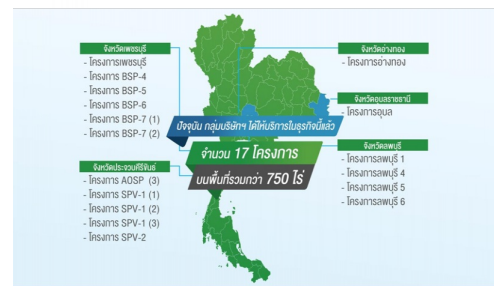 จังหวัดเพชรบุรี
- โครงการเพชรบุรี
- โครงการ BSP-4
- โครงการ BSP-5
- โครงการ BSP-6
- โครงการ BSP-7 (1)
- โครงการ BSP-7 (2)
จังหวัดประจวบคีรีขันธ์
- โครงการ AOSP (3)
- โครงการ SPV-1 (1)
- โครงการ SPV-1 (2)
- โครงการ SPV-1 (3)
- โครงการ SPV-2
ปัจจุบัน กลุ่มบริษัทฯ ได้ให้บริการในธุรกิจนี้แล้ว
จำนวน 17 โครงการ
บนพื้นที่รวมกว่า 750 ไร่
จังหวัดอ่างทอง
- โครงการอ่างทอง
จังหวัดอุบลราชธานี
- โครงการอุบล
จังหวัดลพบุรี
- โครงการลพบุรี 1
- โครงการลพบุรี 4
- โครงการลพบุรี 5
- โครงการลพบุรี 6